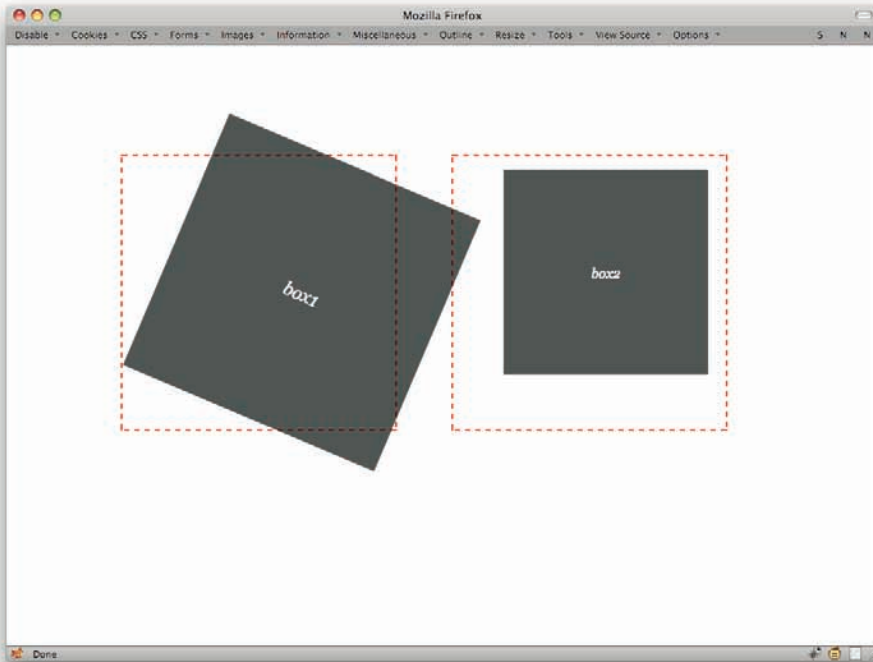 Mozilla Firefox
Disable Cookies CSS Forms Images Information Miscellaneous Outline Resize Tools View Source Options S N N
box1
box2
Done